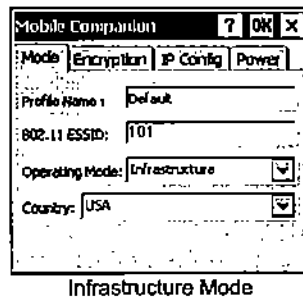 Mobile Companion ? OK X
Mode Encryption IP Config Power
Profile Name : Default
802.11 ESSID: 101
Operating Mode: Infrastructure
Country: USA
Infrastructure Mode